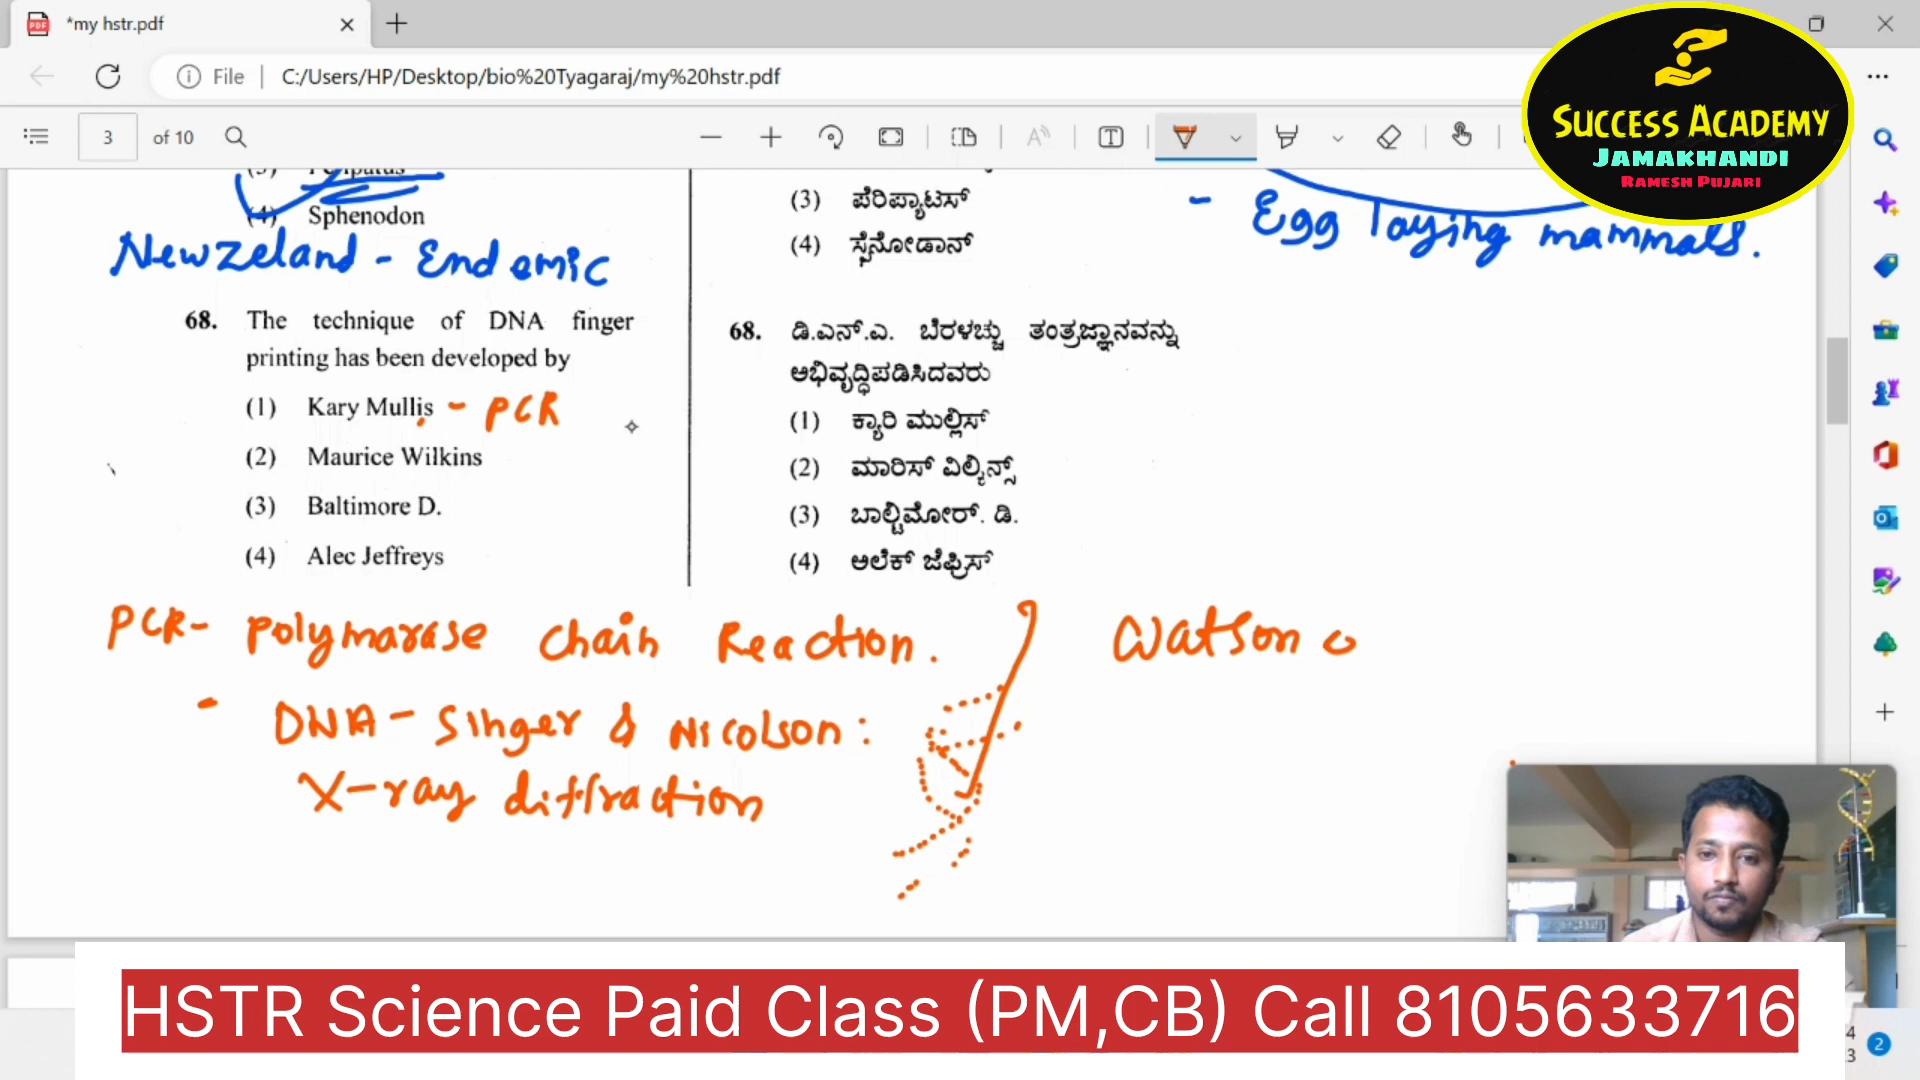 *my hstr.pdf
File C:/Users/HP/Desktop/bio%20Tyagaraj/my%20hstr.pdf
3 of 10
SUCCESS ACADEMY
JAMAKHANDI
RAMESH PUJARI
(4) Sphenodon
Newzeland - Endemic
68. The technique of DNA finger
printing has been developed by
(1) Kary Mullis - PCR
(2) Maurice Wilkins
(3) Baltimore D.
(4) Alec Jeffreys
(3) ಪೆರಿಪ್ಯಾಟಸ್
(4) ಸ್ಫೆನೋಡಾನ್
- Egg laying mammals.
68. ಡಿ.ಎನ್.ಎ. ಬೆರಳಚ್ಚು ತಂತ್ರಜ್ಞಾನವನ್ನು
ಅಭಿವೃದ್ಧಿಪಡಿಸಿದವರು
(1) ಕ್ಯಾರಿ ಮುಲ್ಲಿಸ್
(2) ಮಾರಿಸ್ ವಿಲ್ಕಿನ್ಸ್
(3) ಬಾಲ್ಟಿಮೋರ್. ಡಿ.
(4) ಅಲೆಕ್ ಜೆಫ್ರಿಸ್
PCR- Polymarase Chain Reaction.
- DNA - Singer & Nicolson:
X-ray diffraction
Watson
HSTR Science Paid Class (PM,CB) Call 8105633716
2